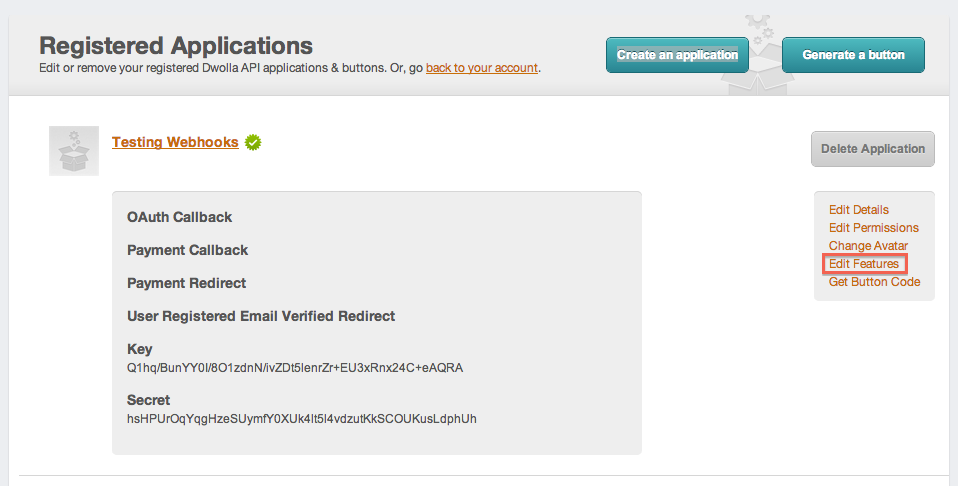 Registered Applications
Edit or remove your registered Dwolla API applications & buttons. Or, go back to your account.
Create an application
Generate a button
Testing Webhooks
Delete Application
OAuth Callback
Payment Callback
Payment Redirect
User Registered Email Verified Redirect
Key
Q1hq/BunYY0I/8O1zdnN/ivZDt5lenrZr+EU3xRnx24C+eAQRA
Secret
hsHPUrOqYqgHzeSUymfY0XUk4lt5l4vdzutKkSCOUKusLdphUh
Edit Details
Edit Permissions
Change Avatar
Edit Features
Get Button Code